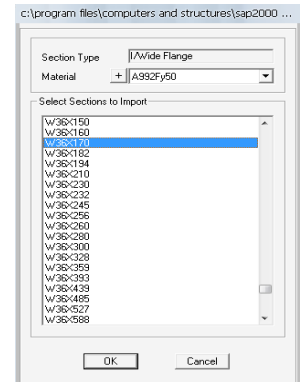 c:\program files\computers and structures\sap2000 ...
Section Type I/Wide Flange
Material + A992Fy50
Select Sections to Import
W36X150
W36X160
W36X170
W36X182
W36X194
W36X210
W36X230
W36X232
W36X245
W36X256
W36X260
W36X280
W36X300
W36X328
W36X359
W36X393
W36X439
W36X485
W36X527
W36X588
OK Cancel